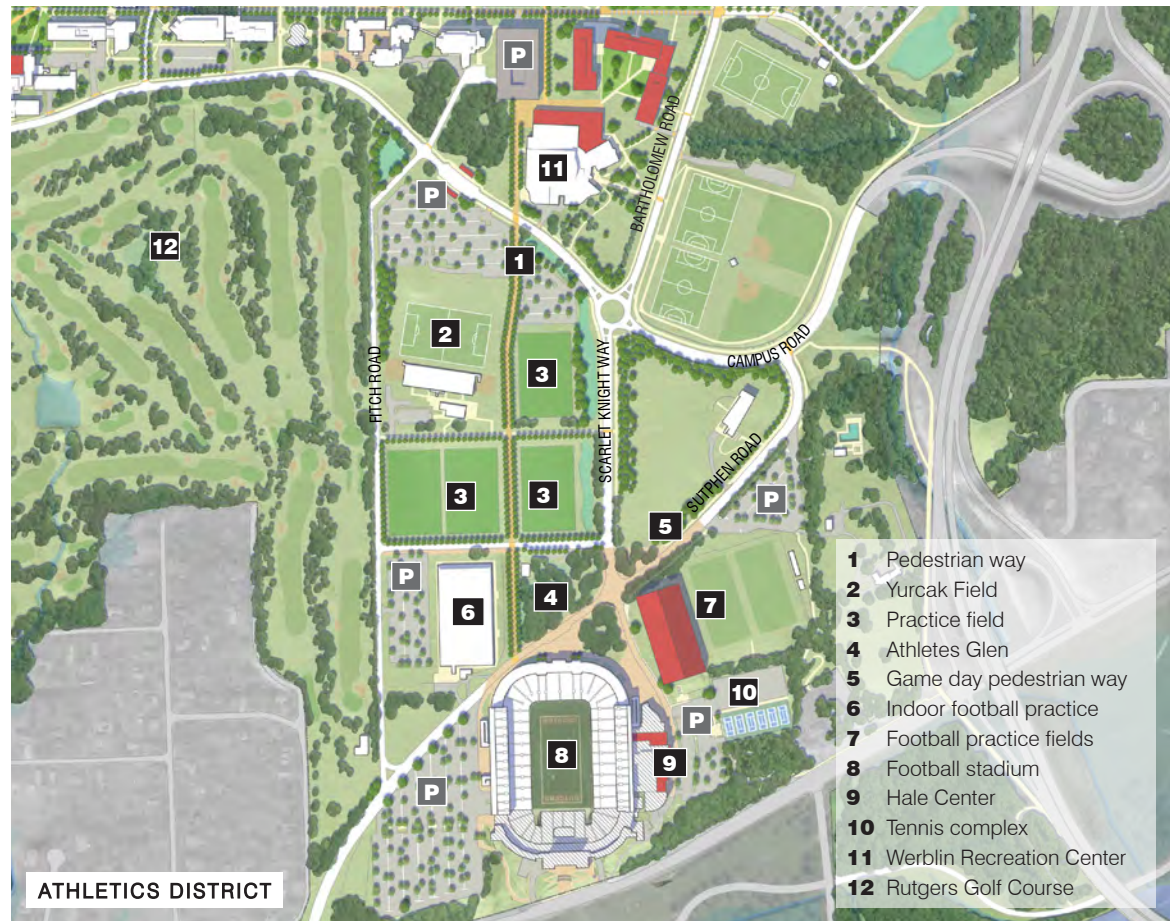 P
11
BARTHOLOMEW ROAD
P
12
1
2
3
CAMPUS ROAD
PITCH ROAD
SCARLET KNIGHT WAY
SUTPHEN ROAD
3
3
P
5
P
6
4
7
10
P
8
9
P
1 Pedestrian way
2 Yurcak Field
3 Practice field
4 Athletes Glen
5 Game day pedestrian way
6 Indoor football practice
7 Football practice fields
8 Football stadium
9 Hale Center
10 Tennis complex
11 Werblin Recreation Center
12 Rutgers Golf Course
ATHLETICS DISTRICT